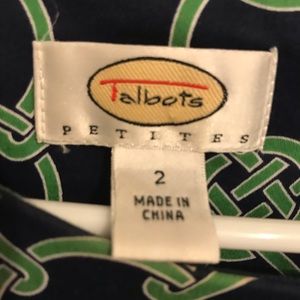 Talbots
PETITES
2
MADE IN
CHINA